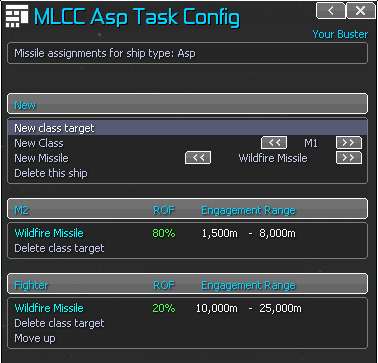 MLCC Asp Task Config
Your Buster
Missile assignments for ship type: Asp
New
New class target
New Class << M1 >>
New Missile << Wildfire Missile >>
Delete this ship
M2 ROF Engagement Range
Wildfire Missile 80% 1,500m - 8,000m
Delete class target
Fighter ROF Engagement Range
Wildfire Missile 20% 10,000m - 25,000m
Delete class target
Move up